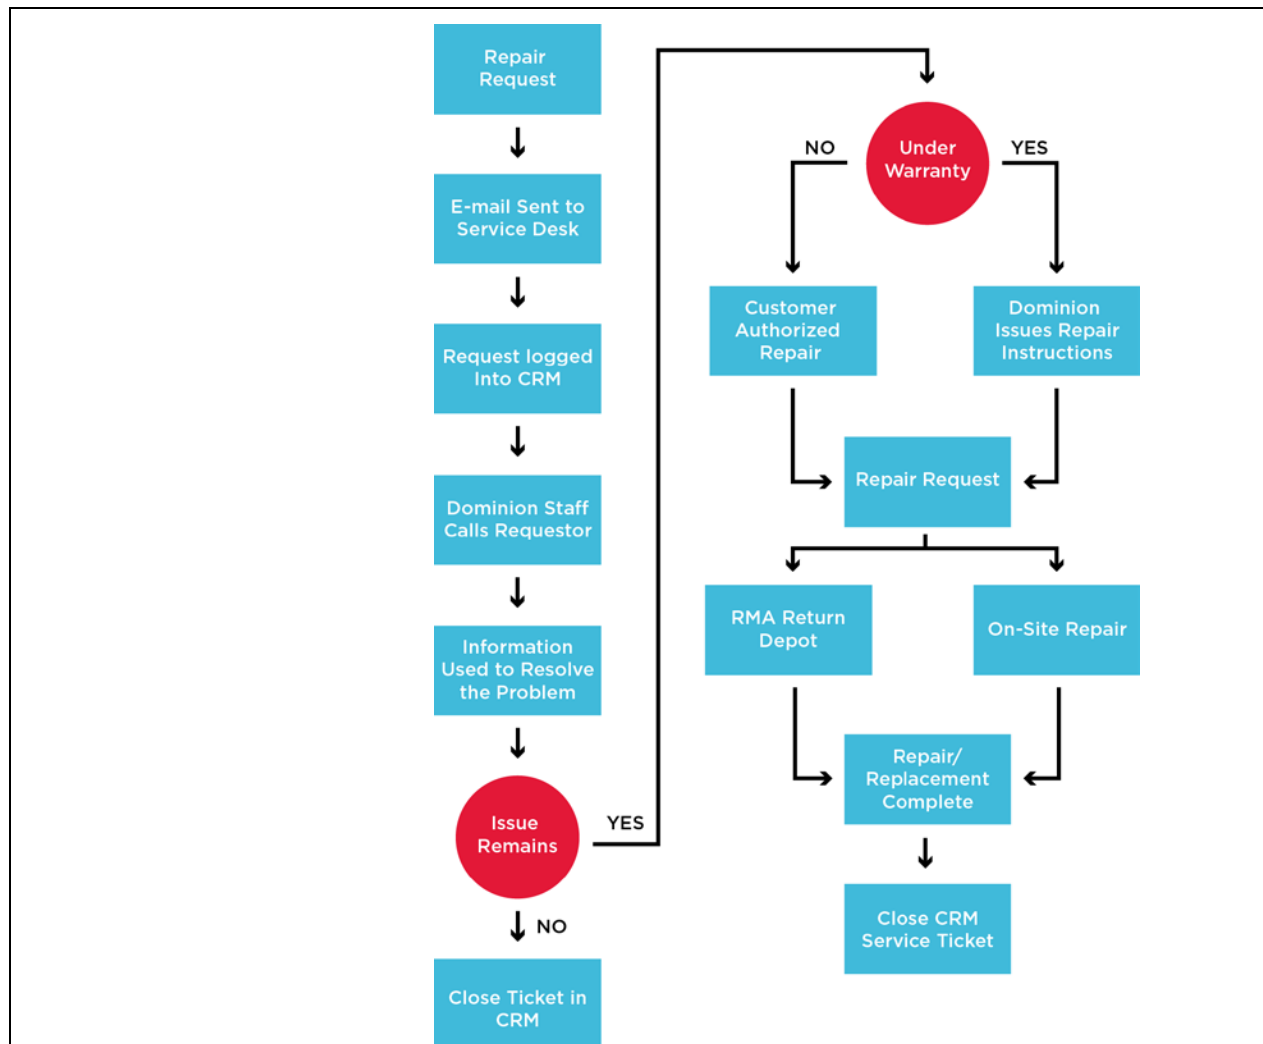 Repair
Request
E-mail Sent to
Service Desk
Request logged
Into CRM
Dominion Staff
Calls Requestor
Information
Used to Resolve
the Problem
Issue
Remains
YES
NO
Close Ticket in
CRM
Under
Warranty
NO
YES
Customer
Authorized
Repair
Dominion
Issues Repair
Instructions
Repair Request
RMA Return
Depot
On-Site Repair
Repair/
Replacement
Complete
Close CRM
Service Ticket